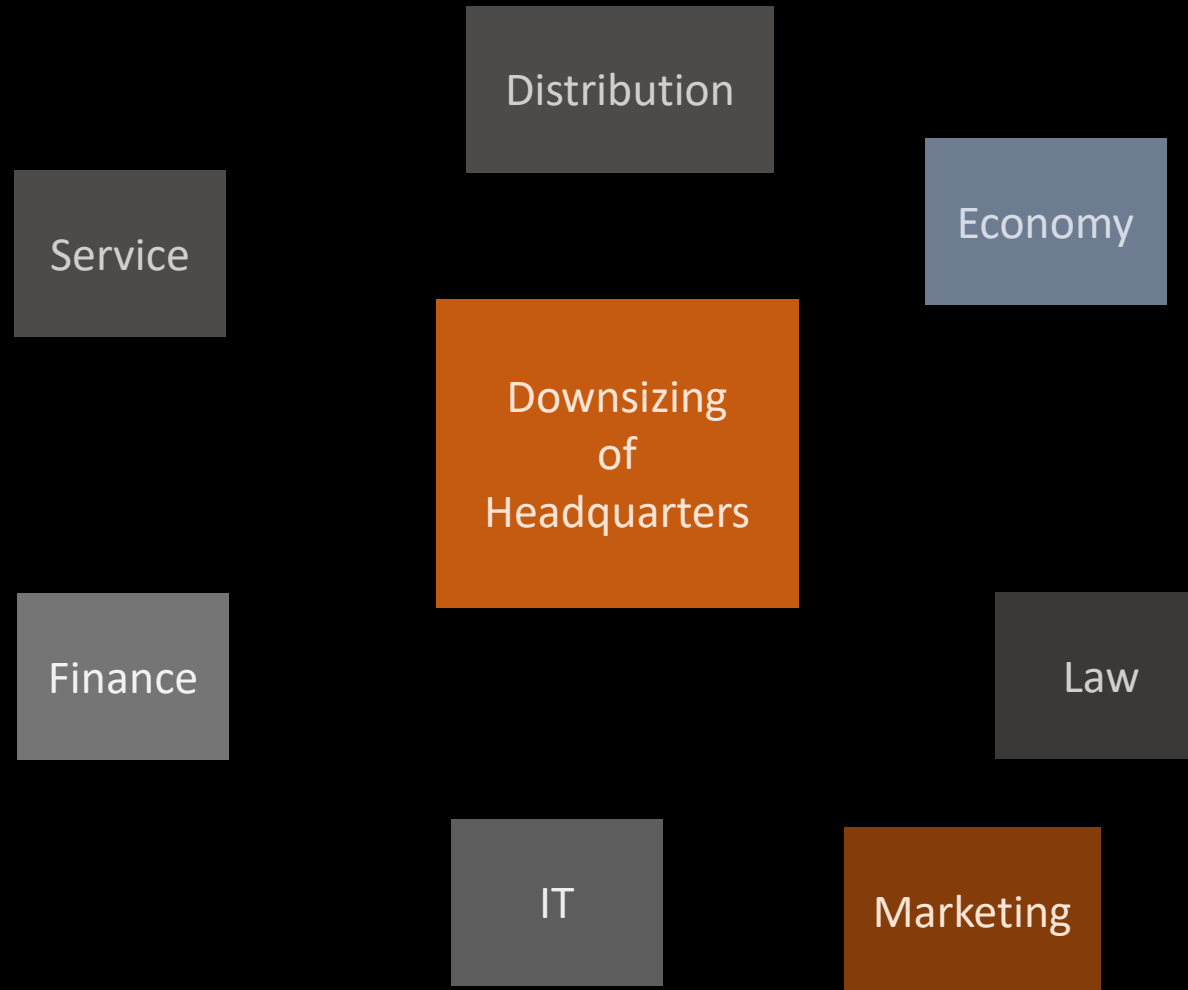 Distribution
Economy
Service
Downsizing
of
Headquarters
Finance
Law
IT
Marketing